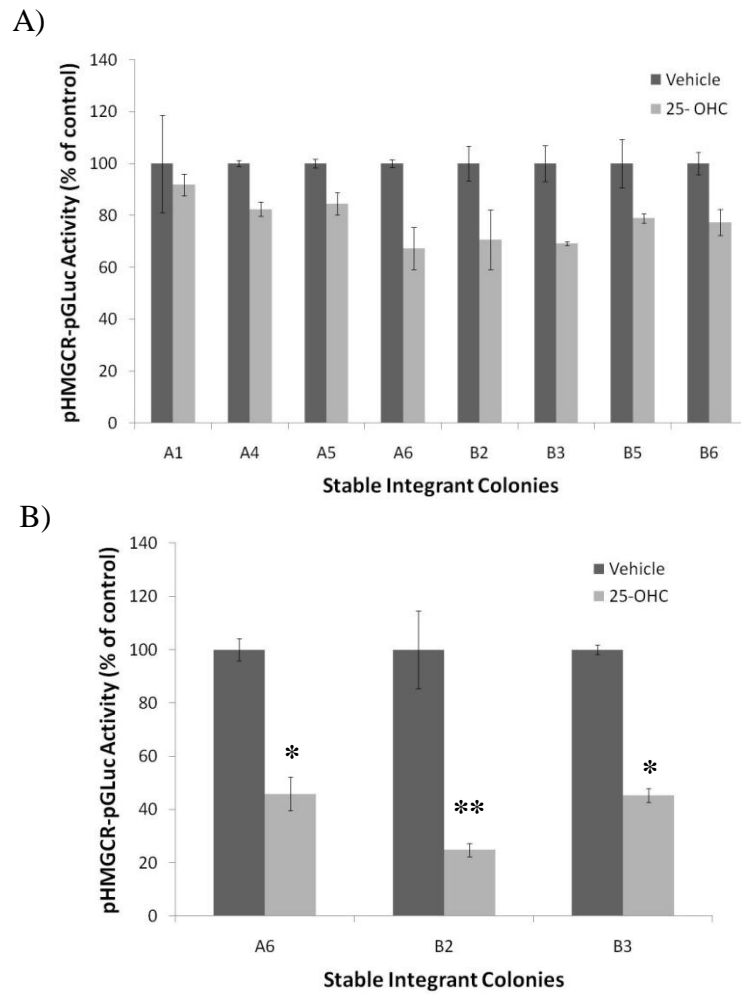 A)
pHMGCR-pGLuc Activity (% of control)
140
120
100
80
60
40
20
0
Vehicle
25- OHC
A1 A4 A5 A6 B2 B3 B5 B6
Stable Integrant Colonies
B)
pHMGCR-pGLuc Activity (% of control)
140
120
100
80
60
40
20
0
Vehicle
25-OHC
* ** *
A6 B2 B3
Stable Integrant Colonies